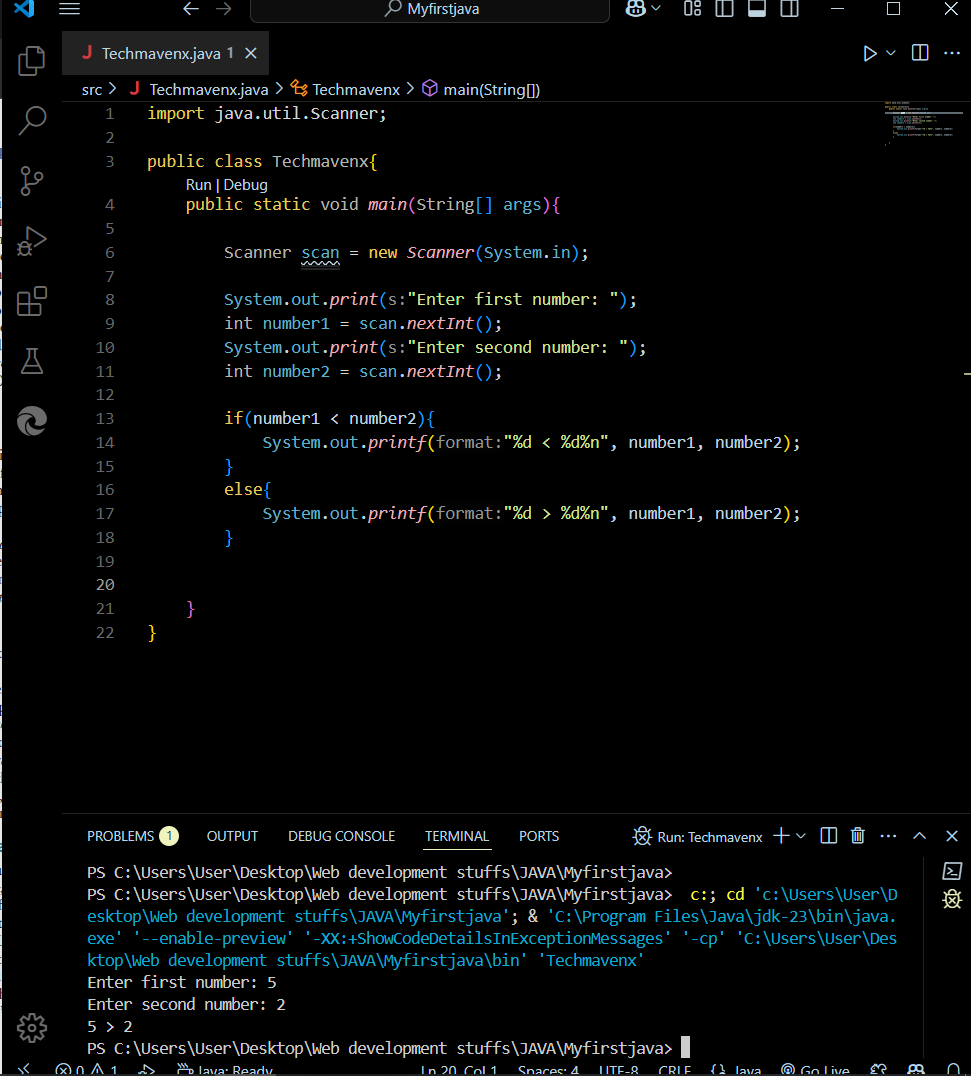 Myfirstjava
Techmavenx.java 1
src > Techmavenx.java > Techmavenx > main(String[])
1 import java.util.Scanner;
2
3 public class Techmavenx{
Run | Debug
4 public static void main(String[] args){
5
6 Scanner scan = new Scanner(System.in);
7
8 System.out.print(s:"Enter first number: ");
9 int number1 = scan.nextInt();
10 System.out.print(s:"Enter second number: ");
11 int number2 = scan.nextInt();
12
13 if(number1 < number2){
14 System.out.printf(format:"%d < %d%n", number1, number2);
15 }
16 else{
17 System.out.printf(format:"%d > %d%n", number1, number2);
18 }
19
20
21 }
22 }
PROBLEMS 1 OUTPUT DEBUG CONSOLE TERMINAL PORTS Run: Techmavenx
PS C:\Users\User\Desktop\Web development stuffs\JAVA\Myfirstjava>
PS C:\Users\User\Desktop\Web development stuffs\JAVA\Myfirstjava> c:; cd 'c:\Users\User\D
esktop\Web development stuffs\JAVA\Myfirstjava'; & 'C:\Program Files\Java\jdk-23\bin\java.
exe' '--enable-preview' '-XX:+ShowCodeDetailsInExceptionMessages' '-cp' 'C:\Users\User\Des
ktop\Web development stuffs\JAVA\Myfirstjava\bin' 'Techmavenx'
Enter first number: 5
Enter second number: 2
5 > 2
PS C:\Users\User\Desktop\Web development stuffs\JAVA\Myfirstjava>
0 1 Java: Ready Ln 20, Col 1 Spaces: 4 UTF-8 CRLF {} Java Go Live